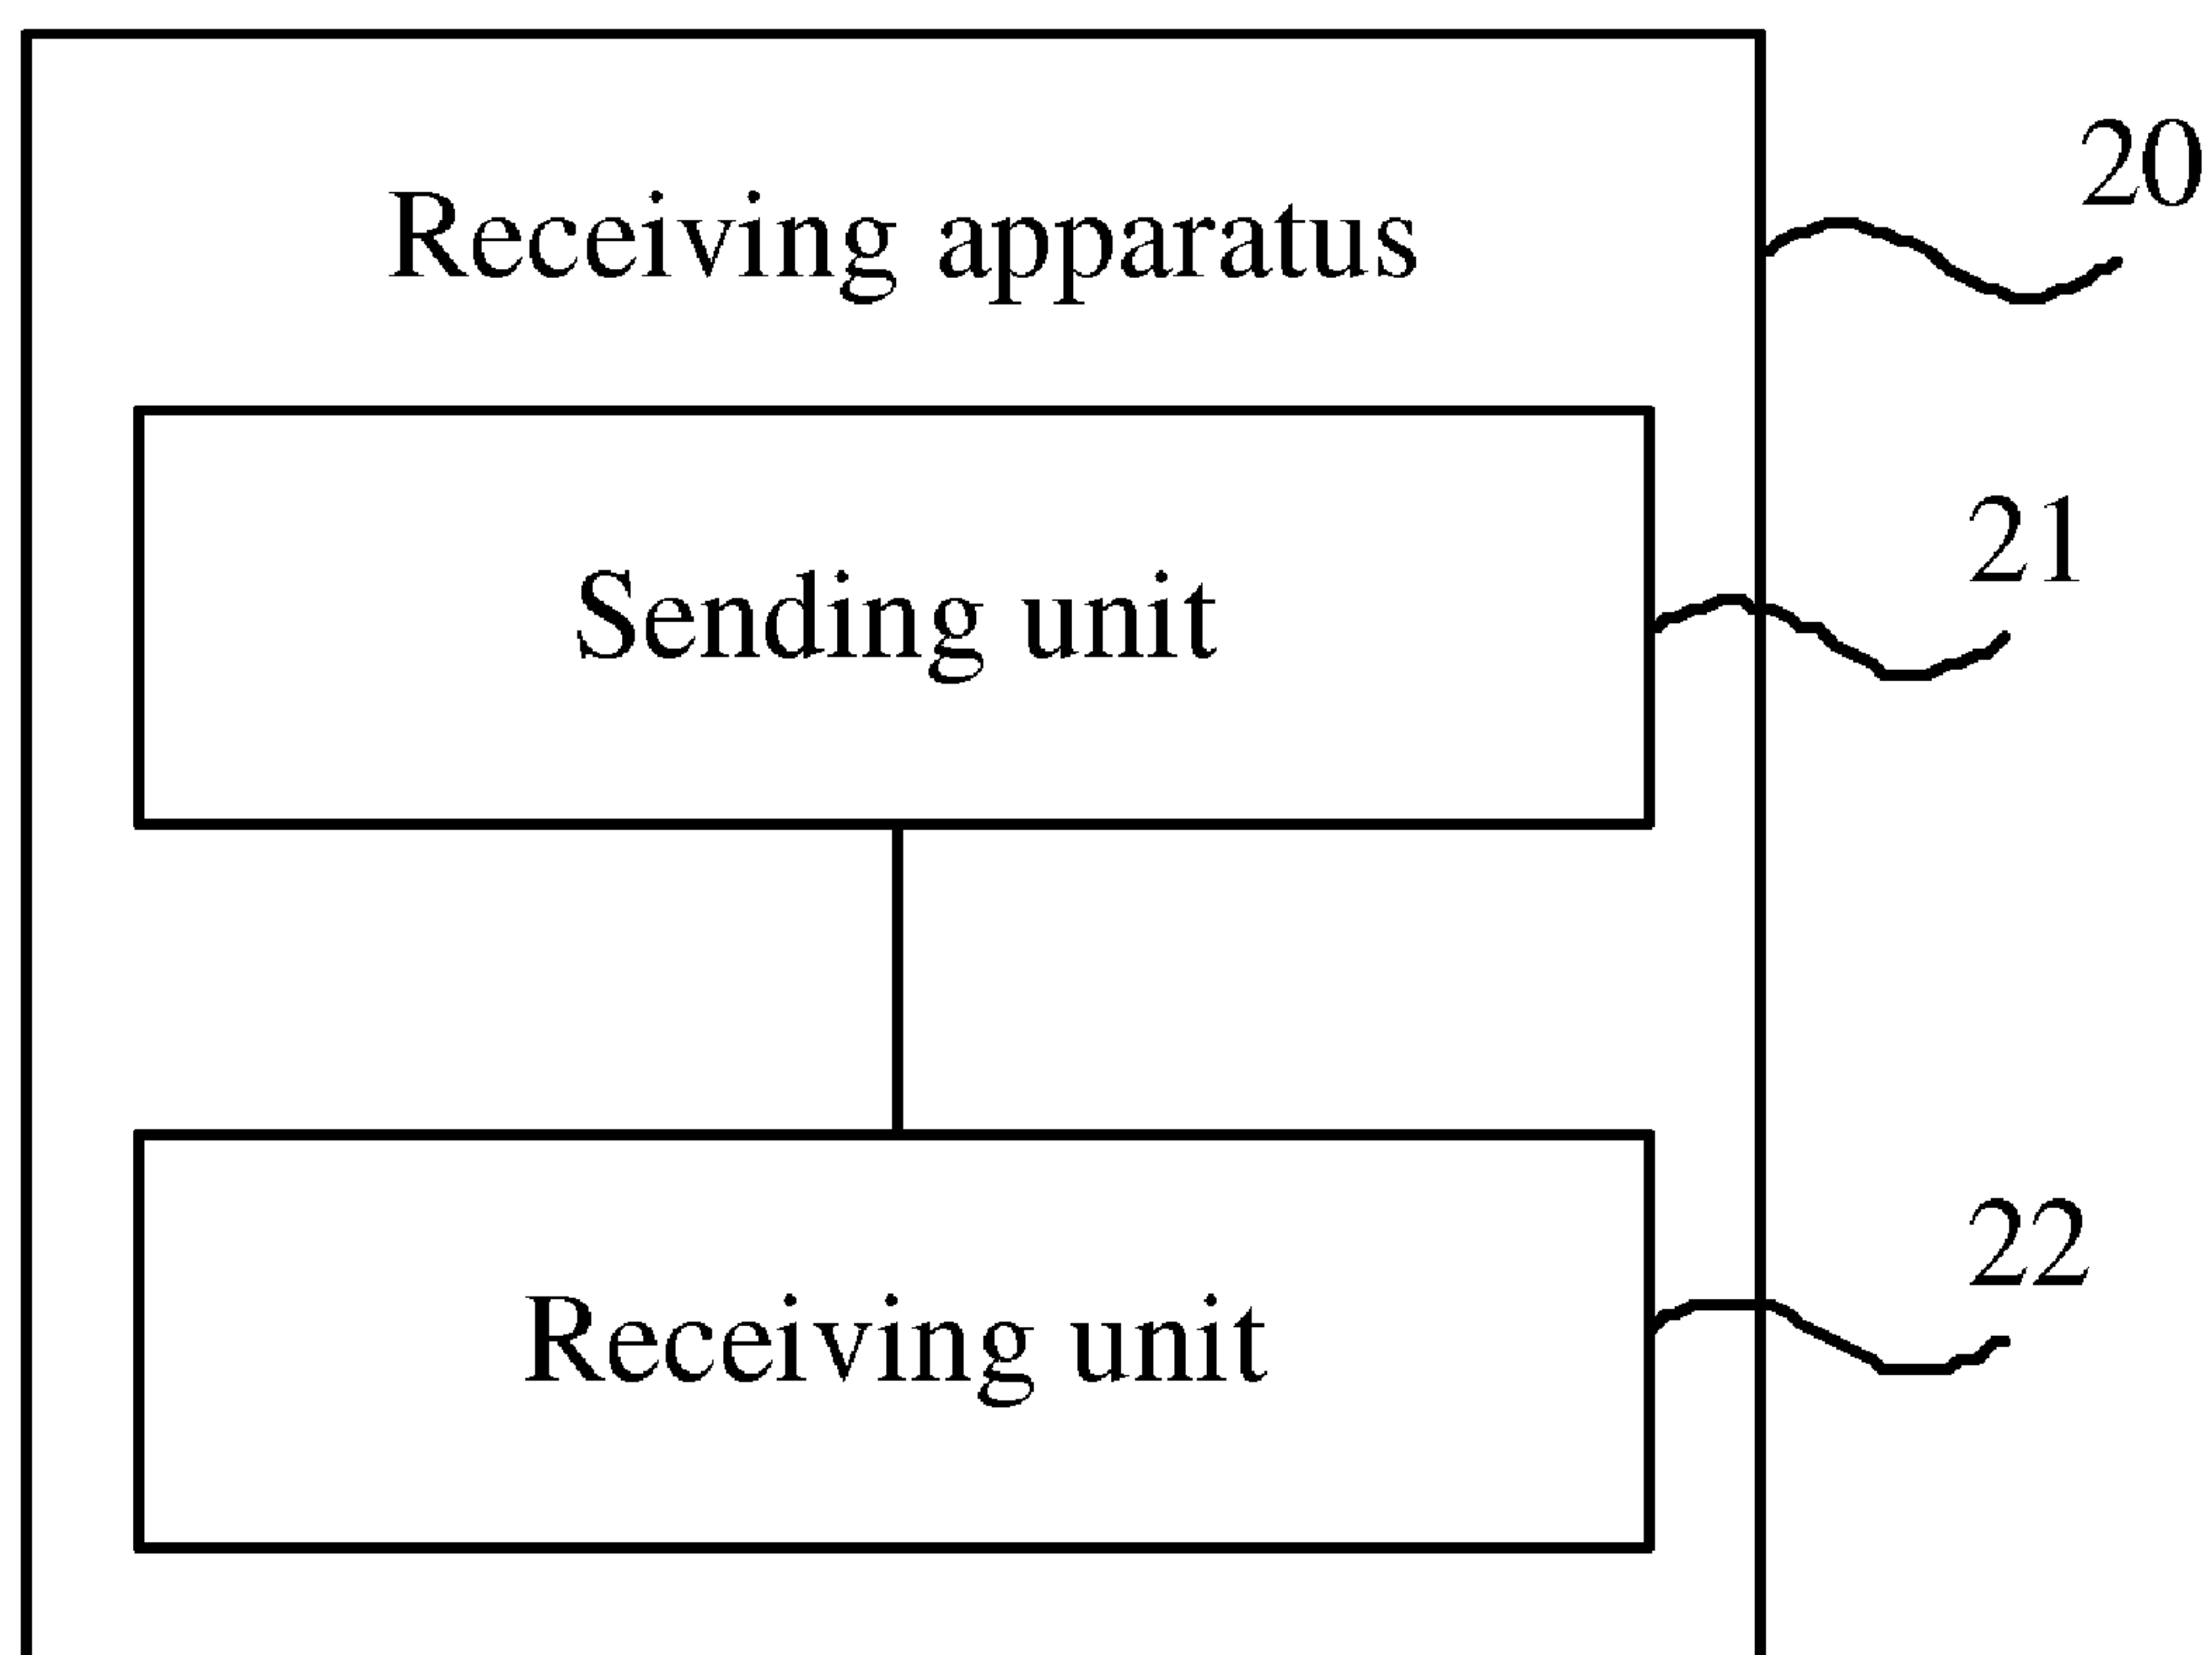 20
Receiving apparatus
21
Sending unit
22
Receiving unit